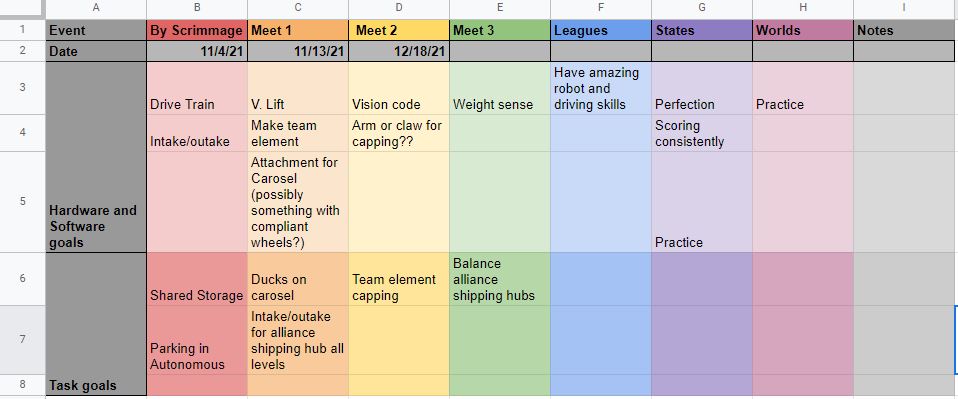 A B C D E F G H I
1 Event By Scrimmage Meet 1 Meet 2 Meet 3 Leagues States Worlds Notes
2 Date 11/4/21 11/13/21 12/18/21
3 Drive Train V. Lift Vision code Weight sense Have amazing
robot and
driving skills Perfection Practice
4 Intake/outake Make team
element Arm or claw for
capping?? Scoring
consistently
5 Hardware and
Software
goals Attachment for
Carosel
(possibly
something with
compliant
wheels?) Practice
6 Shared Storage Ducks on
carosel Team element
capping Balance
alliance
shipping hubs
7 Parking in
Autonomous Intake/outake
for alliance
shipping hub all
levels
8 Task goals